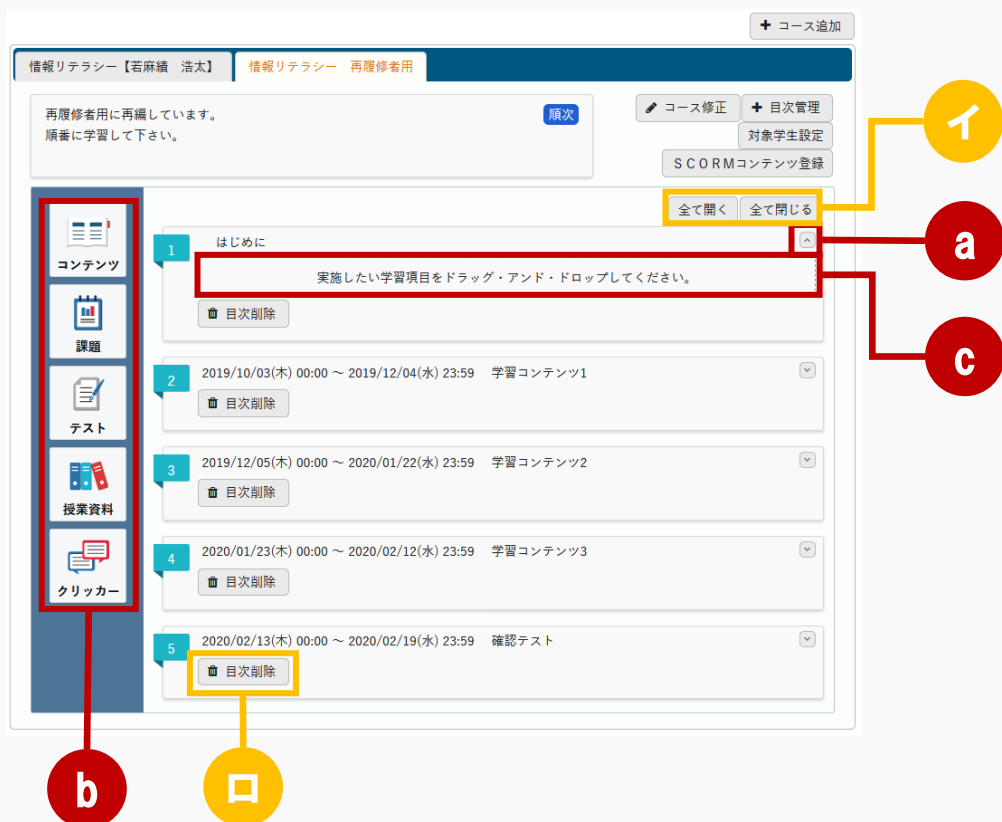 コース追加
情報リテラシー【若麻績 浩太】
情報リテラシー 再履修者用
再履修者用に再編しています。
順番に学習して下さい。
順次
コース修正
目次管理
対象学生設定
SCORMコンテンツ登録
イ
全て開く
全て閉じる
コンテンツ
課題
テスト
授業資料
クリッカー
1
はじめに
a
実施したい学習項目をドラッグ・アンド・ドロップしてください。
目次削除
c
2
2019/10/03(木) 00:00 ～ 2019/12/04(水) 23:59 学習コンテンツ1
目次削除
3
2019/12/05(木) 00:00 ～ 2020/01/22(水) 23:59 学習コンテンツ2
目次削除
4
2020/01/23(木) 00:00 ～ 2020/02/12(水) 23:59 学習コンテンツ3
目次削除
5
2020/02/13(木) 00:00 ～ 2020/02/19(水) 23:59 確認テスト
目次削除
b
ロ